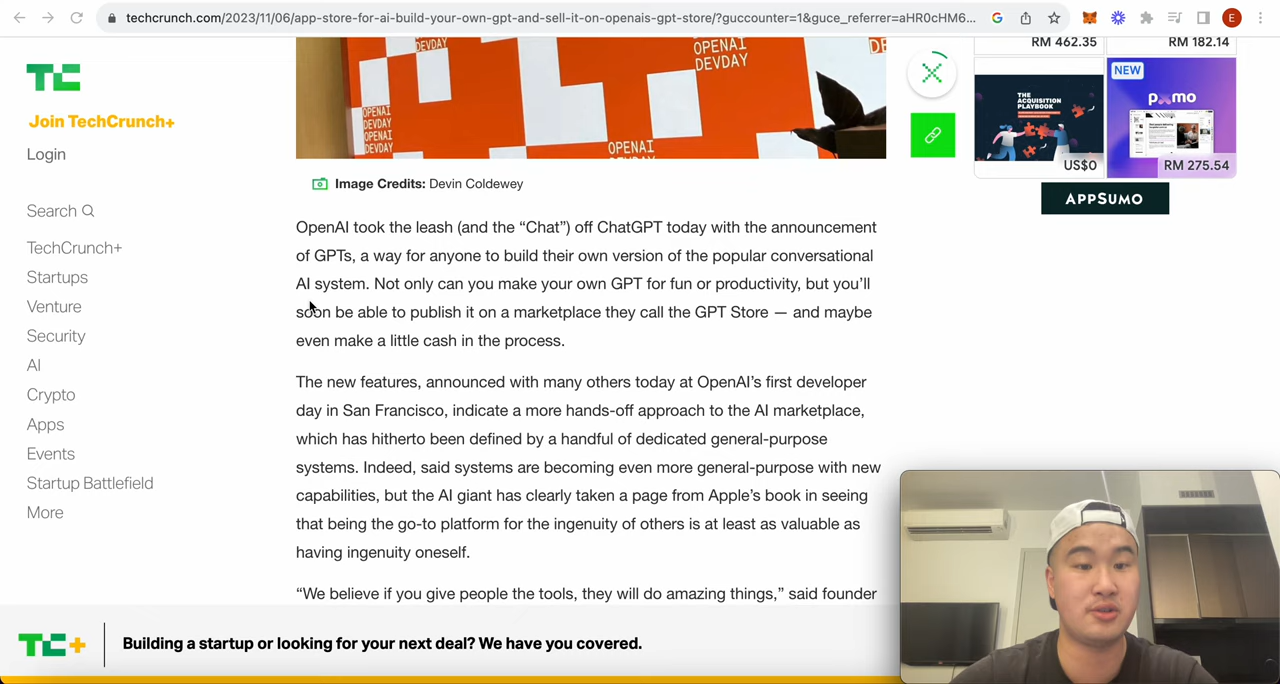 techcrunch.com/2023/11/06/app-store-for-ai-build-your-own-gpt-and-sell-it-on-openais-gpt-store/?guccounter=1&guce_referrer=aHR0cHM6...
E
TC
Join TechCrunch+
Login
Search
TechCrunch+
Startups
Venture
Security
AI
Crypto
Apps
Events
Startup Battlefield
More
OPENAI
DEVDAY
OPENAI
DEVDAY
OPENAI
DEVDAY
OPENAI
DEVDAY
DE
Image Credits: Devin Coldewey
OpenAI took the leash (and the “Chat”) off ChatGPT today with the announcement
of GPTs, a way for anyone to build their own version of the popular conversational
AI system. Not only can you make your own GPT for fun or productivity, but you’ll
soon be able to publish it on a marketplace they call the GPT Store — and maybe
even make a little cash in the process.
The new features, announced with many others today at OpenAI’s first developer
day in San Francisco, indicate a more hands-off approach to the AI marketplace,
which has hitherto been defined by a handful of dedicated general-purpose
systems. Indeed, said systems are becoming even more general-purpose with new
capabilities, but the AI giant has clearly taken a page from Apple’s book in seeing
that being the go-to platform for the ingenuity of others is at least as valuable as
having ingenuity oneself.
“We believe if you give people the tools, they will do amazing things,” said founder
RM 462.35
RM 182.14
THE
ACQUISITION
PLAYBOOK
US$0
NEW
pxmo
RM 275.54
APPSUMO
TC+
Building a startup or looking for your next deal? We have you covered.